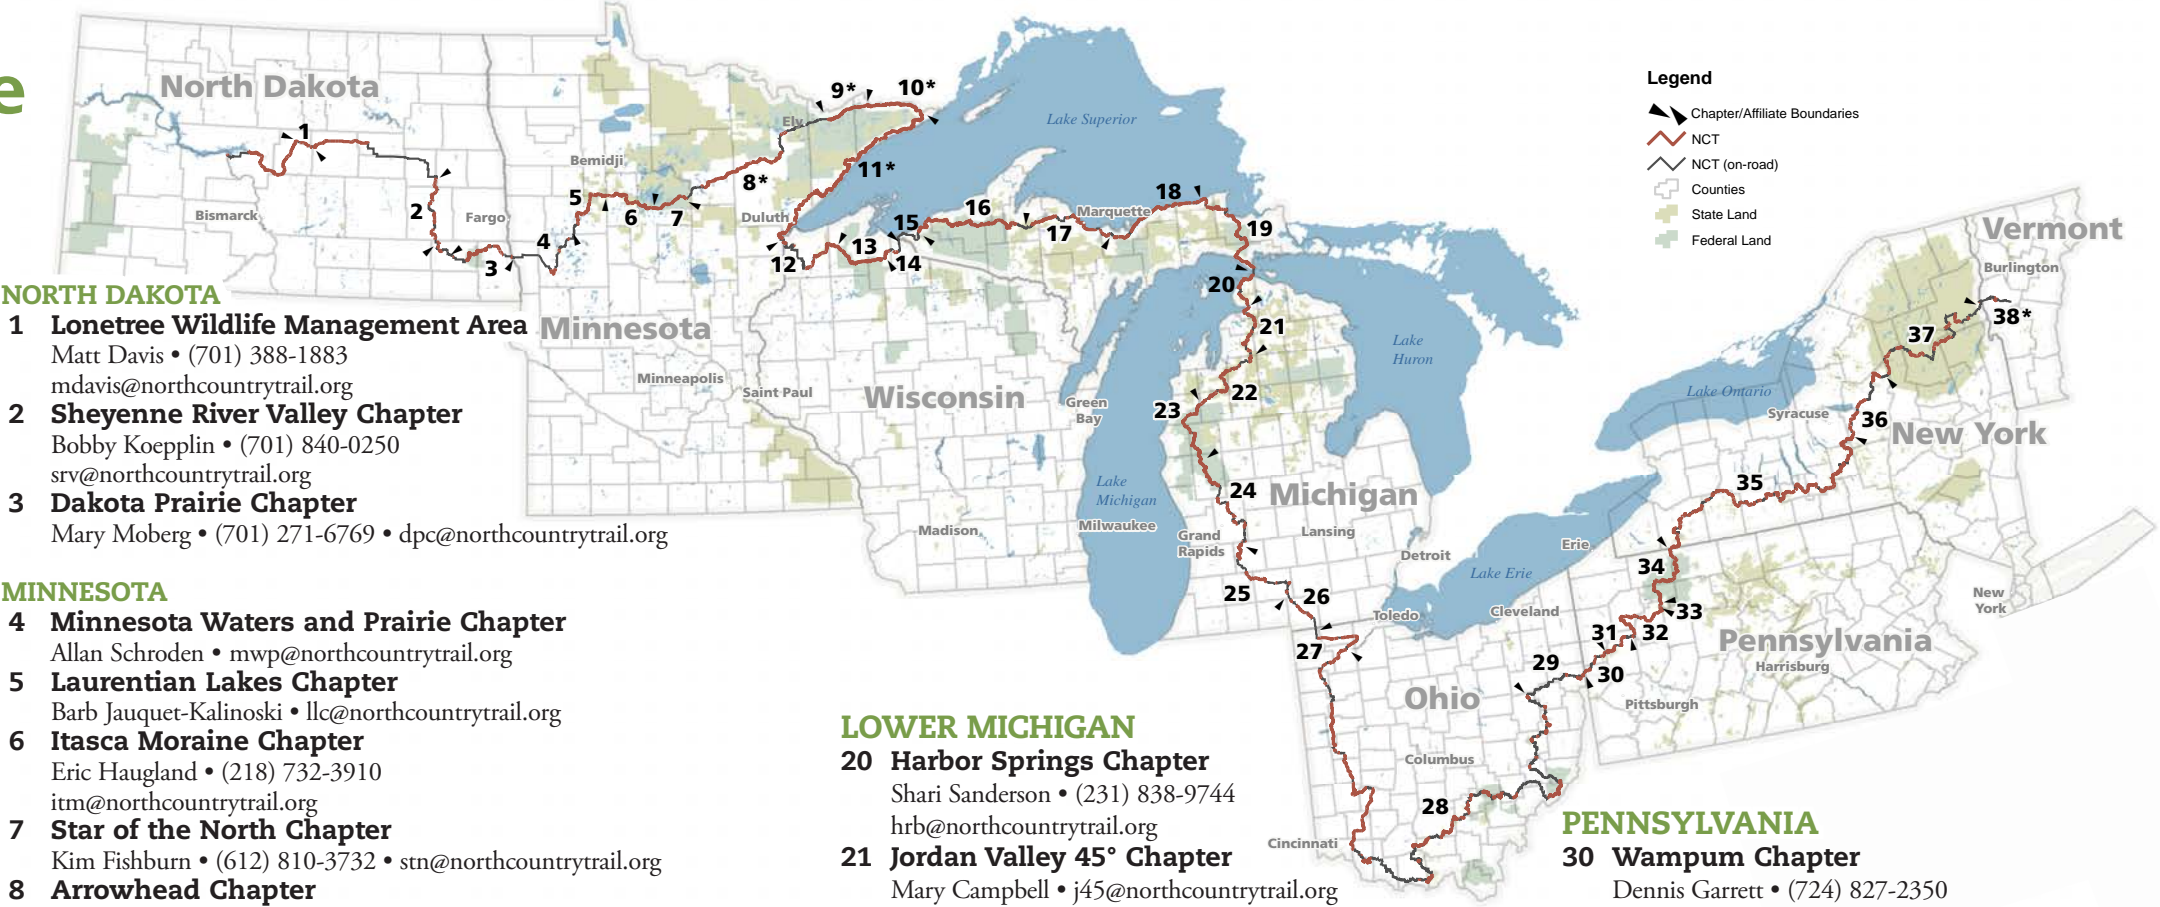 e
North Dakota
Bismarck
Fargo
1
2
3
4
5
6
7
8*
9*
10*
11*
12
13
14
15
16
17
18
19
20
21
22
23
24
25
26
27
28
29
30
31
32
33
34
35
36
37
38*
Bemidji
Ely
Duluth
Minnesota
Minneapolis
Saint Paul
Wisconsin
Green
Bay
Madison
Milwaukee
Marquette
Lake Superior
Lake
Michigan
Lake
Huron
Michigan
Grand
Rapids
Lansing
Detroit
Toledo
Lake Erie
Cleveland
Erie
Ohio
Columbus
Cincinnati
Pennsylvania
Harrisburg
Pittsburgh
Lake Ontario
Syracuse
New York
New
York
Vermont
Burlington
Legend
Chapter/Affiliate Boundaries
NCT
NCT (on-road)
Counties
State Land
Federal Land
NORTH DAKOTA
1 Lonetree Wildlife Management Area
Matt Davis • (701) 388-1883
mdavis@northcountrytrail.org
2 Sheyenne River Valley Chapter
Bobby Koepplin • (701) 840-0250
srv@northcountrytrail.org
3 Dakota Prairie Chapter
Mary Moberg • (701) 271-6769 • dpc@northcountrytrail.org
MINNESOTA
4 Minnesota Waters and Prairie Chapter
Allan Schroden • mwp@northcountrytrail.org
5 Laurentian Lakes Chapter
Barb Jauquet-Kalinoski • llc@northcountrytrail.org
6 Itasca Moraine Chapter
Eric Haugland • (218) 732-3910
itm@northcountrytrail.org
7 Star of the North Chapter
Kim Fishburn • (612) 810-3732 • stn@northcountrytrail.org
8 Arrowhead Chapter
LOWER MICHIGAN
20 Harbor Springs Chapter
Shari Sanderson • (231) 838-9744
hrb@northcountrytrail.org
21 Jordan Valley 45° Chapter
Mary Campbell • j45@northcountrytrail.org
PENNSYLVANIA
30 Wampum Chapter
Dennis Garrett • (724) 827-2350